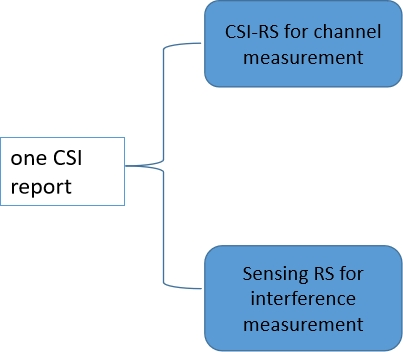 CSI-RS for channel
measurement
one CSI
report
Sensing RS for
interference
measurement